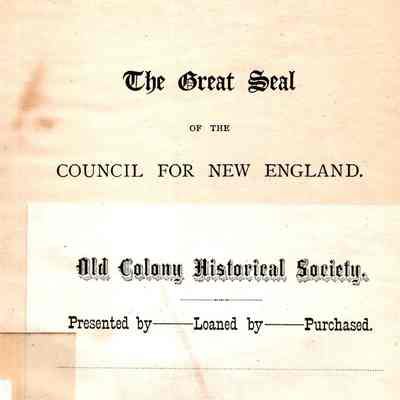 The Great Seal
OF THE
COUNCIL FOR NEW ENGLAND.
Old Colony Historical Society.
Presented by——Loaned by——Purchased.